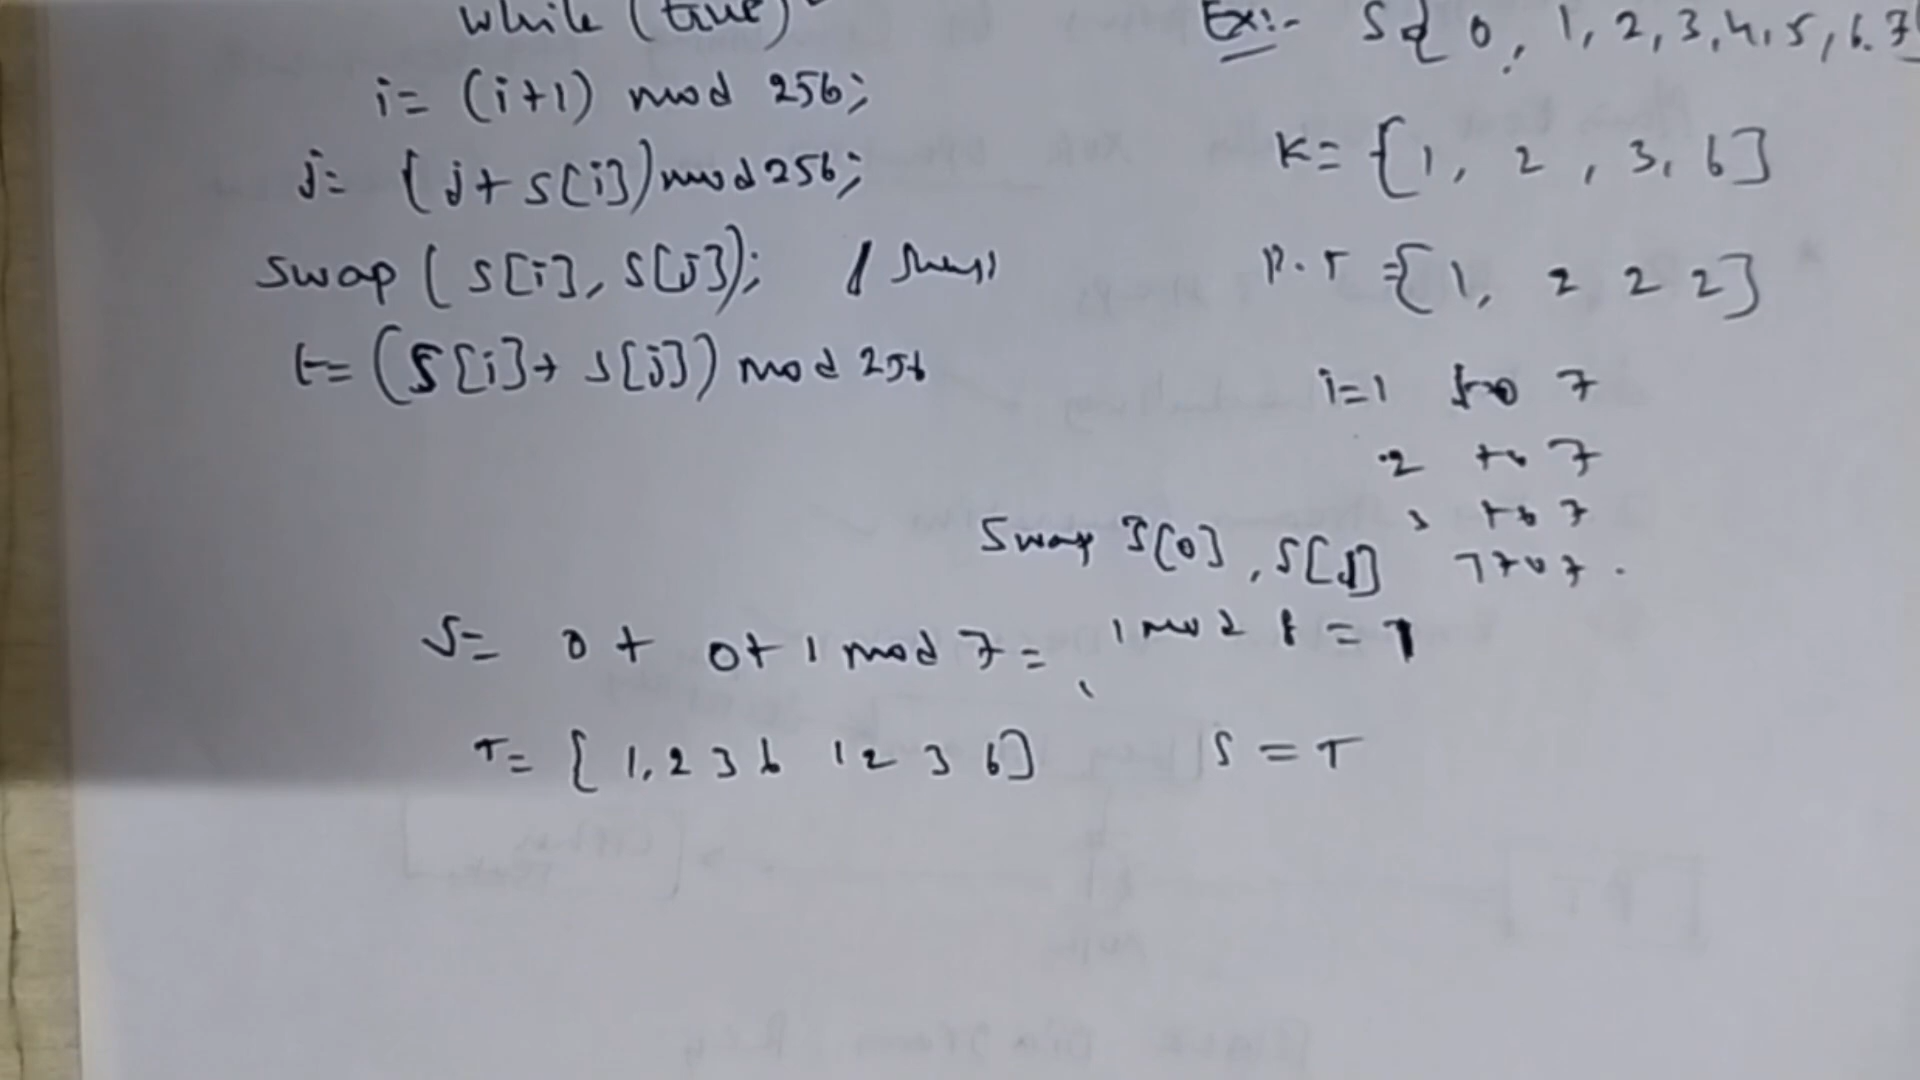 while (true)
i= (i+1) mod 256;
j= (j+ s[i]) mod 256;
swap (s[i], s[j]);
t= (s[i]+ s[j]) mod 256
Ex:- S{ 0, 1, 2, 3, 4, 5, 6. 7
K= {1, 2, 3, 6]
P.T ={1, 2 2 2]
i=1 to 7
2 to 7
3 to 7
7 to 7.
Swap S[0], S[J]
J= 0 + 0+1 mod 7 = 1 mod 8 = 1
T= [ 1,2 3 6 1 2 3 6]
S = T